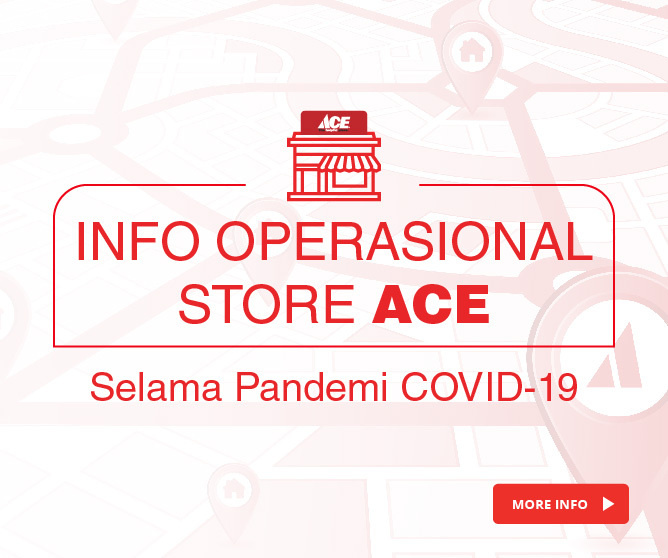 ACE
INFO OPERASIONAL
STORE ACE
Selama Pandemi COVID-19
MORE INFO